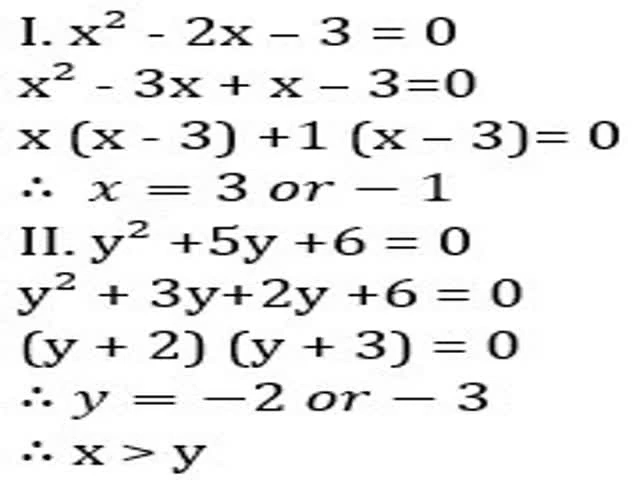 I. x² - 2x – 3 = 0
x² - 3x + x – 3=0
x (x - 3) +1 (x – 3)= 0
∴ x = 3 or − 1
II. y² +5y +6 = 0
y² + 3y+2y +6 = 0
(y + 2) (y + 3) = 0
∴ y = −2 or − 3
∴ x > y